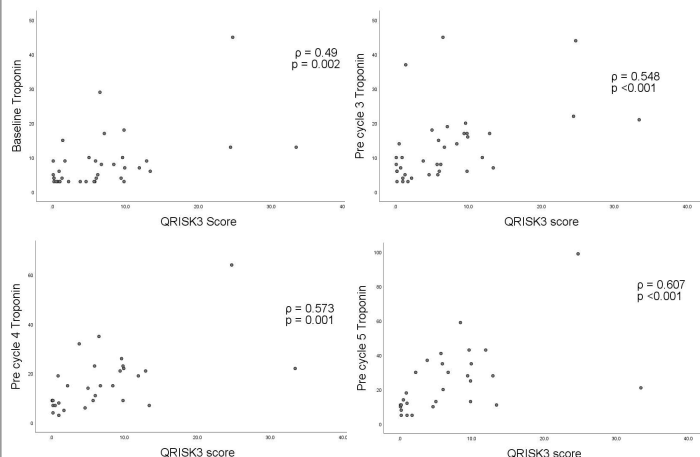 Baseline Troponin
50
40
30
20
10
0
ρ = 0.49
p = 0.002
.0
10.0
20.0
30.0
40
QRISK3 Score
Pre cycle 3 Troponin
50
40
30
20
10
0
ρ = 0.548
p <0.001
.0
10.0
20.0
30.0
40.0
QRISK3 score
Pre cycle 4 Troponin
60
40
20
0
ρ = 0.573
p = 0.001
.0
10.0
20.0
30.0
40.0
QRISK3 score
Pre cycle 5 Troponin
100
80
60
40
20
0
ρ = 0.607
p <0.001
.0
10.0
20.0
30.0
40.0
QRISK3 score